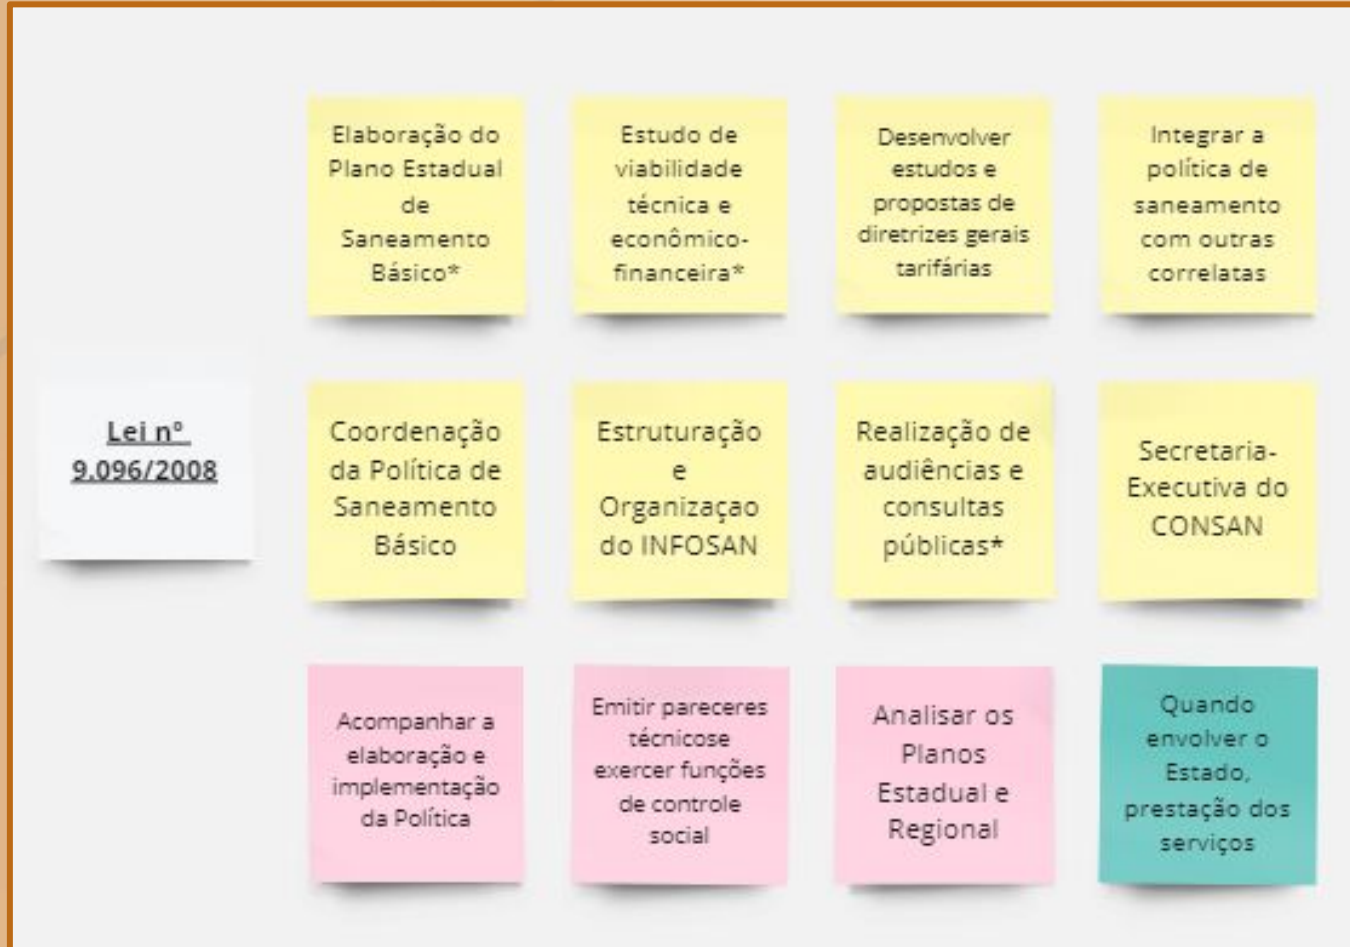 Elaboração do
Plano Estadual
de
Saneamento
Básico*
Estudo de
viabilidade
técnica e
econômico-
financeira*
Desenvolver
estudos e
propostas de
diretrizes gerais
tarifárias
Integrar a
política de
saneamento
com outras
correlatas
Lei nº
9.096/2008
Coordenação
da Política de
Saneamento
Básico
Estruturação
e
Organizaçao
do INFOSAN
Realização de
audiências e
consultas
públicas*
Secretaria-
Executiva do
CONSAN
Acompanhar a
elaboração e
implementação
da Política
Emitir pareceres
técnicose
exercer funções
de controle
social
Analisar os
Planos
Estadual e
Regional
Quando
envolver o
Estado,
prestação dos
serviços